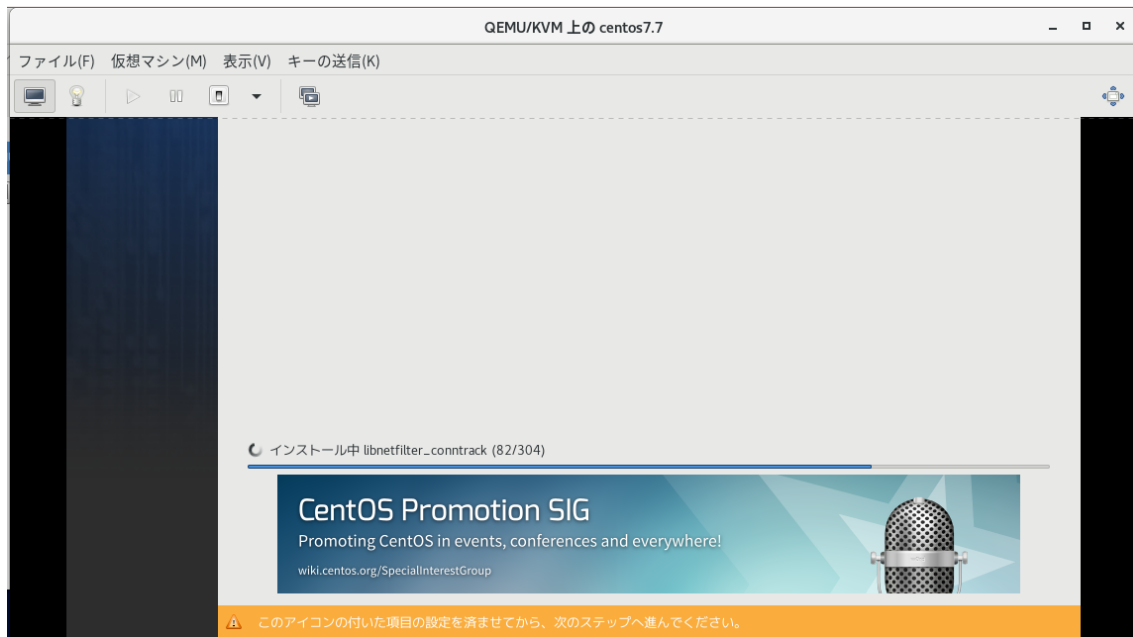 QEMU/KVM 上の centos7.7
ファイル(F) 仮想マシン(M) 表示(V) キーの送信(K)
インストール中 libnetfilter_conntrack (82/304)
CentOS Promotion SIG
Promoting CentOS in events, conferences and everywhere!
wiki.centos.org/SpecialInterestGroup
このアイコンの付いた項目の設定を済ませてから、次のステップへ進んでください。